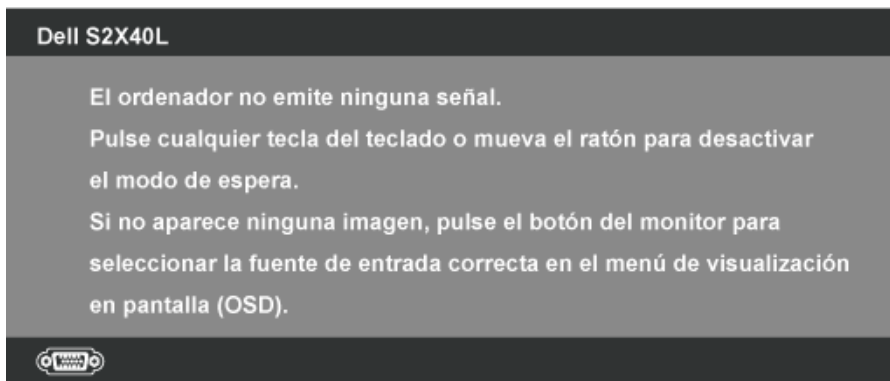 Dell S2X40L
El ordenador no emite ninguna señal.
Pulse cualquier tecla del teclado o mueva el ratón para desactivar
el modo de espera.
Si no aparece ninguna imagen, pulse el botón del monitor para
seleccionar la fuente de entrada correcta en el menú de visualización
en pantalla (OSD).